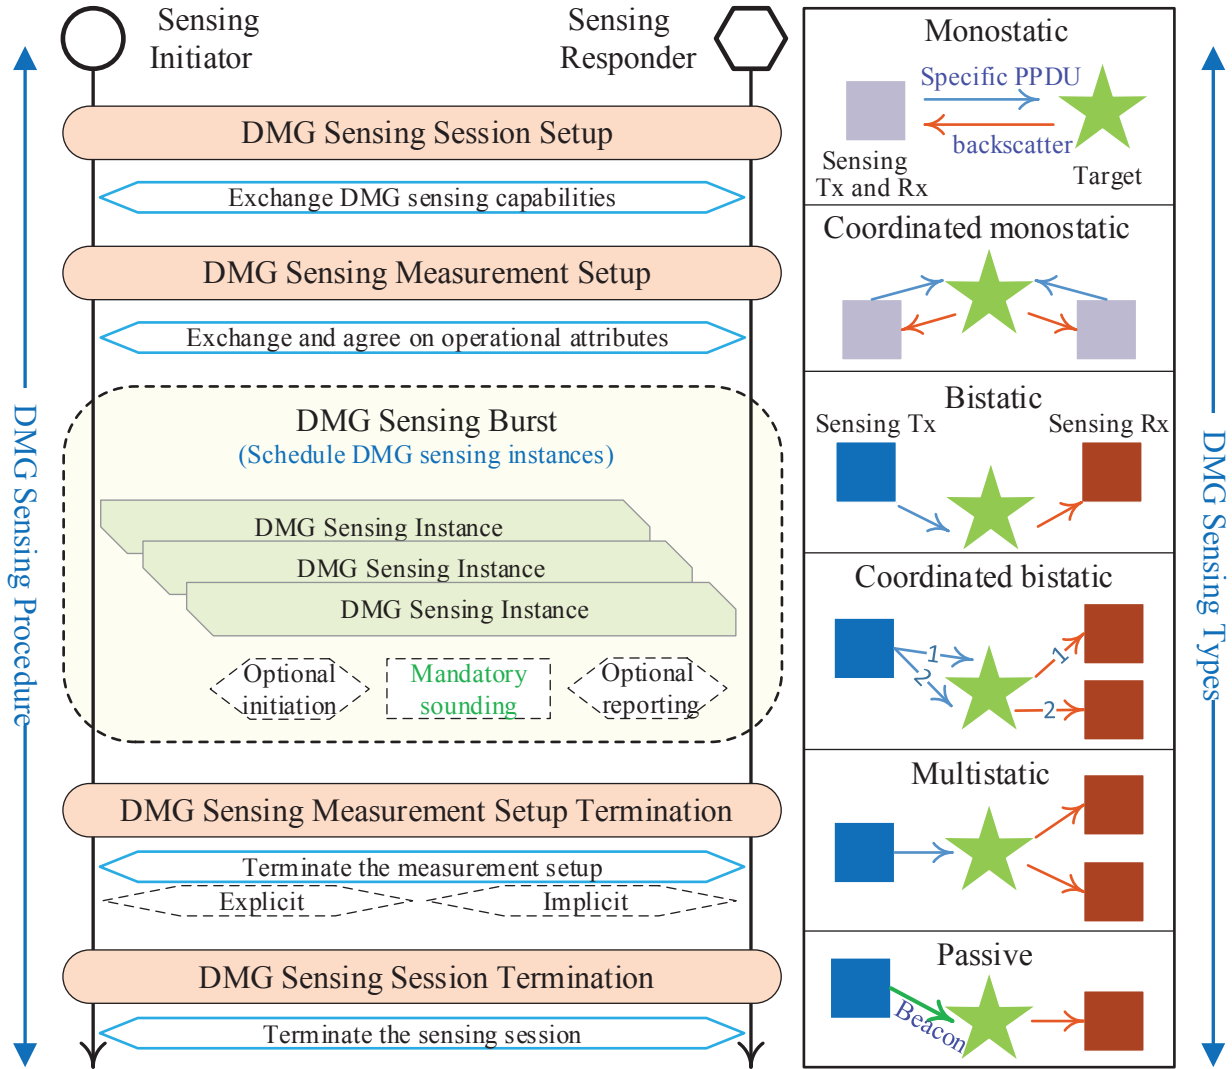 Sensing
Initiator
Sensing
Responder
DMG Sensing Procedure
DMG Sensing Session Setup
Exchange DMG sensing capabilities
DMG Sensing Measurement Setup
Exchange and agree on operational attributes
DMG Sensing Burst
(Schedule DMG sensing instances)
DMG Sensing Instance
DMG Sensing Instance
DMG Sensing Instance
Optional
initiation
Mandatory
sounding
Optional
reporting
DMG Sensing Measurement Setup Termination
Terminate the measurement setup
Explicit
Implicit
DMG Sensing Session Termination
Terminate the sensing session
Monostatic
Specific PPDU
backscatter
Sensing
Tx and Rx
Target
Coordinated monostatic
Bistatic
Sensing Tx
Sensing Rx
Coordinated bistatic
1
2
1
2
Multistatic
Passive
Beacon
DMG Sensing Types